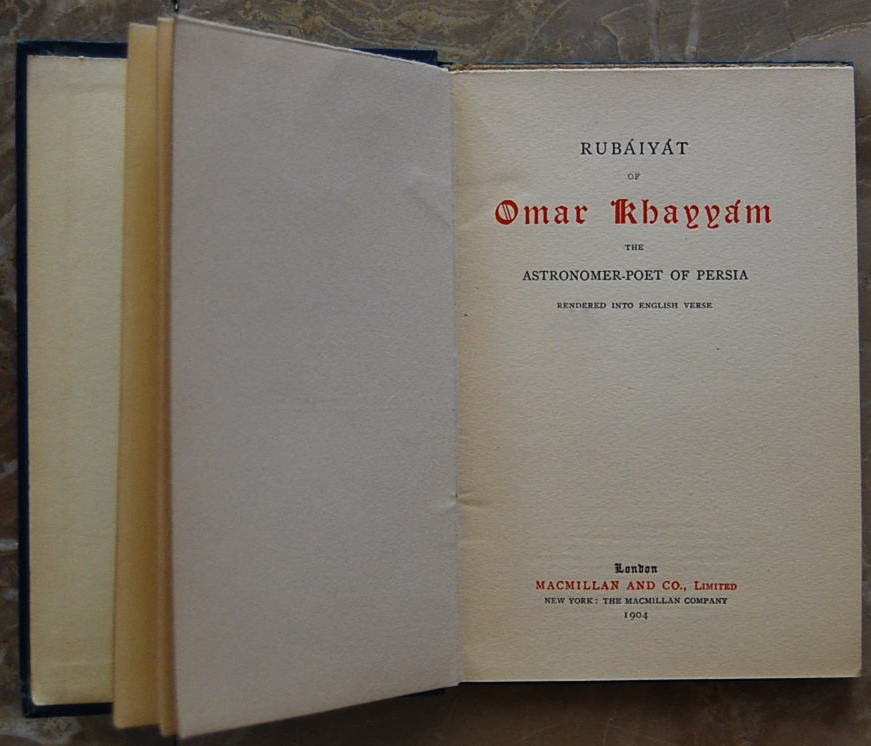 RUBÁIYÁT
OF
Omar Khayyám
THE
ASTRONOMER-POET OF PERSIA
RENDERED INTO ENGLISH VERSE
London
MACMILLAN AND CO., LIMITED
NEW YORK: THE MACMILLAN COMPANY
1904